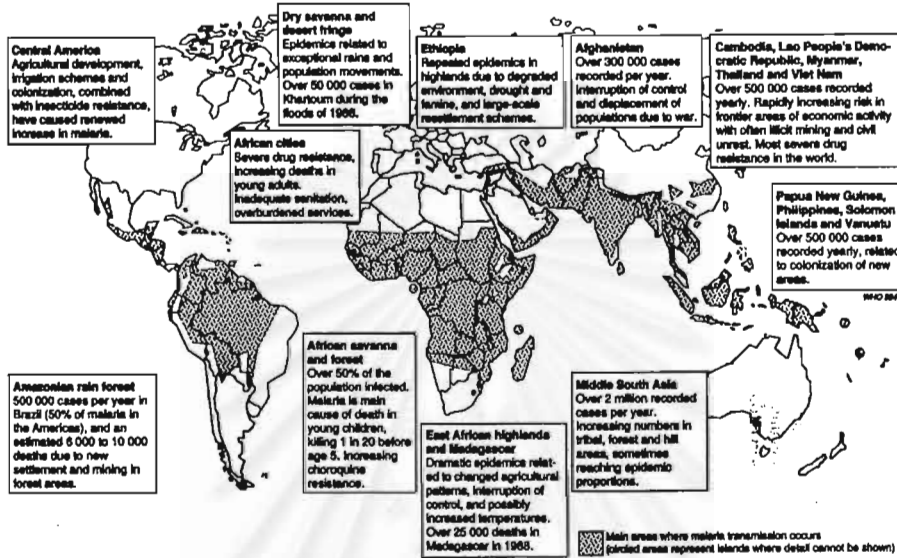 Central America
Agricultural development,
irrigation schemes and
colonization, combined
with insecticide resistance,
have caused renewed
increase in malaria.
Dry savanna and
desert fringe
Epidemics related to
exceptional rains and
population movements.
Over 50 000 cases in
Khartoum during the
floods of 1988.
Ethiopia
Repeated epidemics in
highlands due to degraded
environment, drought and
famine, and large-scale
resettlement schemes.
Afghanistan
Over 300 000 cases
recorded per year.
Interruption of control
and displacement of
populations due to war.
Cambodia, Lao People's Demo-
cratic Republic, Myanmar,
Thailand and Viet Nam
Over 500 000 cases recorded
yearly. Rapidly increasing risk in
frontier areas of economic activity
with often illicit mining and civil
unrest. Most severe drug
resistance in the world.
African cities
Severe drug resistance,
increasing deaths in
young adults.
Inadequate sanitation,
overburdened services.
Papua New Guinea,
Philippines, Solomon
Islands and Vanuatu
Over 500 000 cases
recorded yearly, related
to colonization of new
areas.
Amazonian rain forest
500 000 cases per year in
Brazil (50% of malaria in
the Americas), and an
estimated 6 000 to 10 000
deaths due to new
settlement and mining in
forest areas.
African savanna
and forest
Over 50% of the
population infected.
Malaria is main
cause of death in
young children,
killing 1 in 20 before
age 5. Increasing
choroquine
resistance.
East African highlands
and Madagascar
Dramatic epidemics relat-
ed to changed agricultural
patterns, interruption of
control, and possibly
increased temperatures.
Over 25 000 deaths in
Madagascar in 1988.
Middle South Asia
Over 2 million recorded
cases per year.
Increasing numbers in
tribal, forest and hill
areas, sometimes
reaching epidemic
proportions.
Main areas where malaria transmission occurs
(circled areas represent islands where detail cannot be shown)
WHO